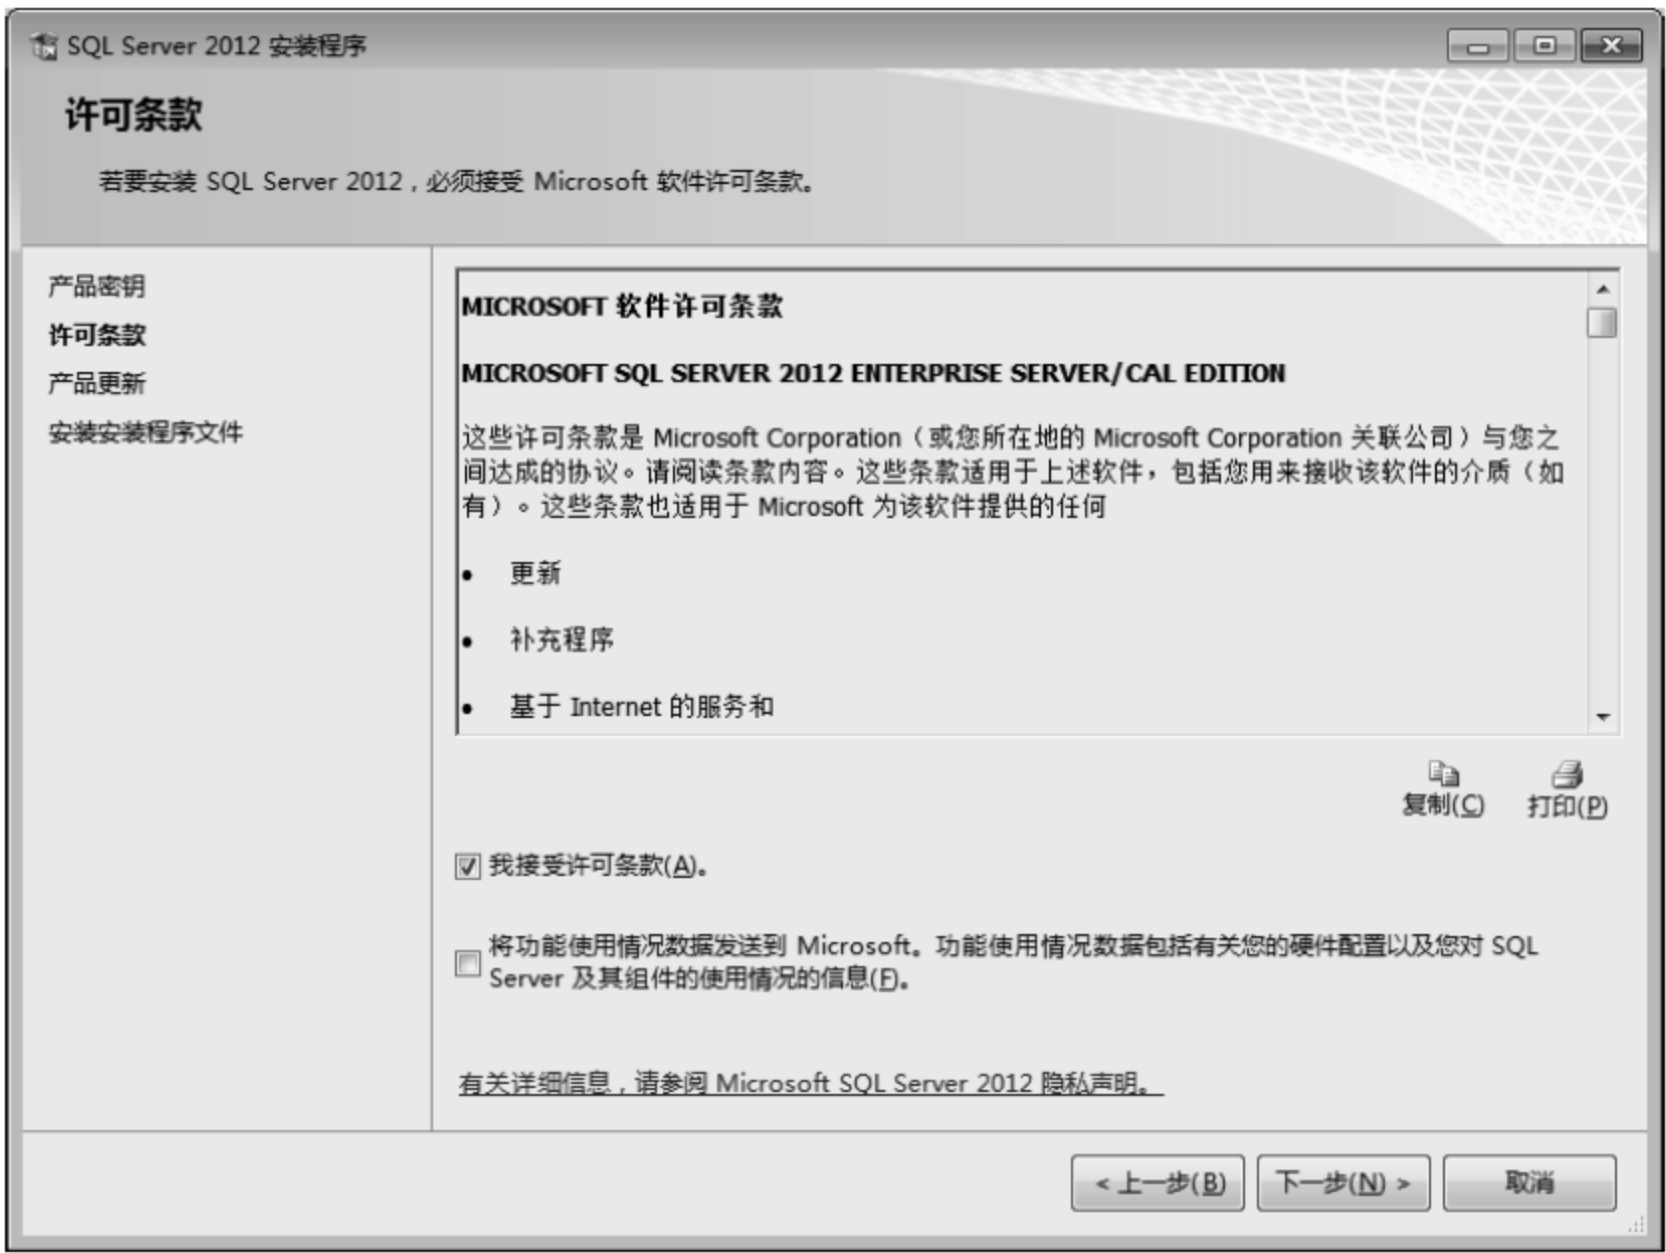 SQL Server 2012 安装程序
许可条款
若要安装 SQL Server 2012，必须接受 Microsoft 软件许可条款。
产品密钥
许可条款
产品更新
安装安装程序文件
MICROSOFT 软件许可条款
MICROSOFT SQL SERVER 2012 ENTERPRISE SERVER/CAL EDITION
这些许可条款是 Microsoft Corporation（或您所在地的 Microsoft Corporation 关联公司）与您之
间达成的协议。请阅读条款内容。这些条款适用于上述软件，包括您用来接收该软件的介质（如
有）。这些条款也适用于 Microsoft 为该软件提供的任何
• 更新
• 补充程序
• 基于 Internet 的服务和
复制(C)
打印(P)
我接受许可条款(A)。
将功能使用情况数据发送到 Microsoft。功能使用情况数据包括有关您的硬件配置以及您对 SQL
Server 及其组件的使用情况的信息(F)。
有关详细信息，请参阅 Microsoft SQL Server 2012 隐私声明。
< 上一步(B)
下一步(N) >
取消